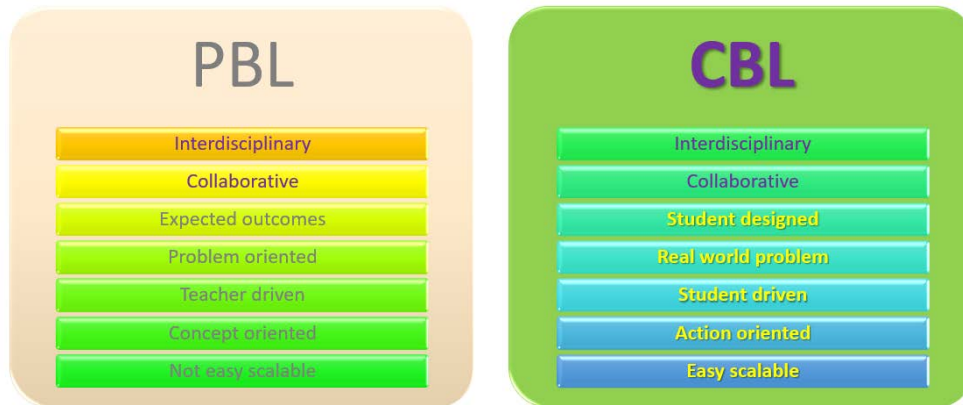 PBL
Interdisciplinary
Collaborative
Expected outcomes
Problem oriented
Teacher driven
Concept oriented
Not easy scalable
CBL
Interdisciplinary
Collaborative
Student designed
Real world problem
Student driven
Action oriented
Easy scalable